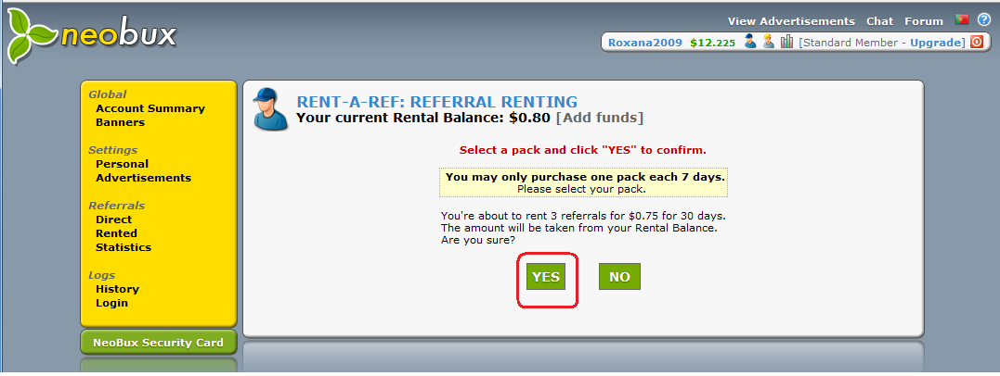 neobux
View Advertisements Chat Forum
Roxana2009 $12.225 [Standard Member - Upgrade]
Global
Account Summary
Banners
Settings
Personal
Advertisements
Referrals
Direct
Rented
Statistics
Logs
History
Login
NeoBux Security Card
RENT-A-REF: REFERRAL RENTING
Your current Rental Balance: $0.80 [Add funds]
Select a pack and click "YES" to confirm.
You may only purchase one pack each 7 days.
Please select your pack.
You're about to rent 3 referrals for $0.75 for 30 days.
The amount will be taken from your Rental Balance.
Are you sure?
YES NO